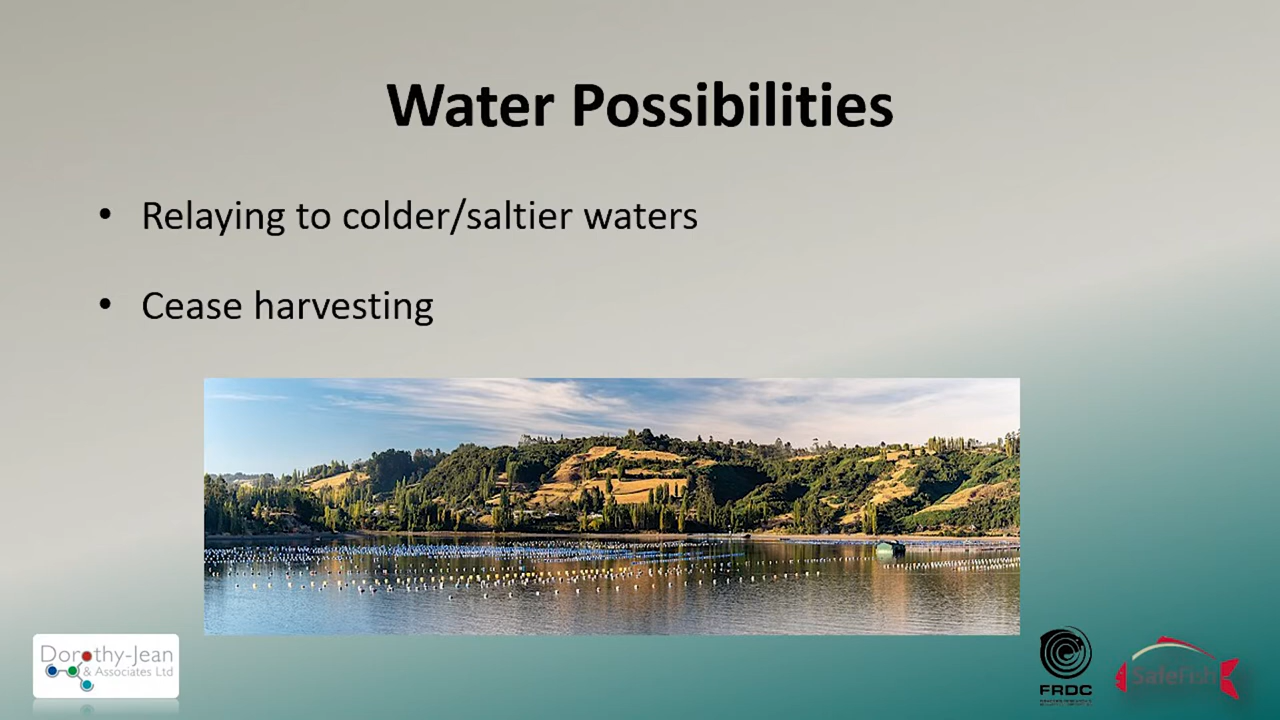 Water Possibilities
• Relaying to colder/saltier waters
• Cease harvesting
Dorothy-Jean
& Associates Ltd
FRDC
SafeFish